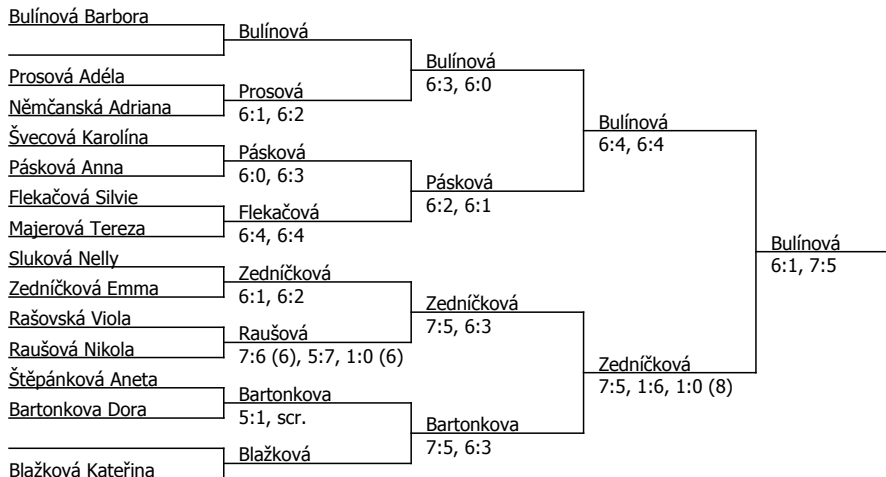 Bulínová Barbora
Bulínová
Bulínová
6:3, 6:0
Prosová Adéla
Prosová
6:1, 6:2
Němčanská Adriana
Bulínová
6:4, 6:4
Švecová Karolína
Pásková
6:0, 6:3
Pásková Anna
Pásková
6:2, 6:1
Flekačová Silvie
Flekačová
6:4, 6:4
Majerová Tereza
Bulínová
6:1, 7:5
Sluková Nelly
Zedníčková
6:1, 6:2
Zedníčková Emma
Zedníčková
7:5, 6:3
Rašovská Viola
Raušová
7:6 (6), 5:7, 1:0 (6)
Raušová Nikola
Zedníčková
7:5, 1:6, 1:0 (8)
Štěpánková Aneta
Bartonkova
5:1, scr.
Bartonkova Dora
Bartonkova
7:5, 6:3
Blažková
Blažková Kateřina